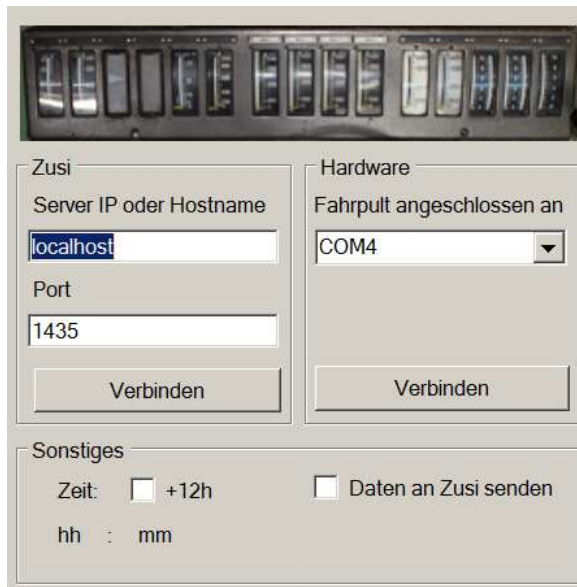 Zusi
Server IP oder Hostname
localhost
Port
1435
Verbinden
Hardware
Fahrpult angeschlossen an
COM4
Verbinden
Sonstiges
Zeit: +12h
Daten an Zusi senden
hh : mm